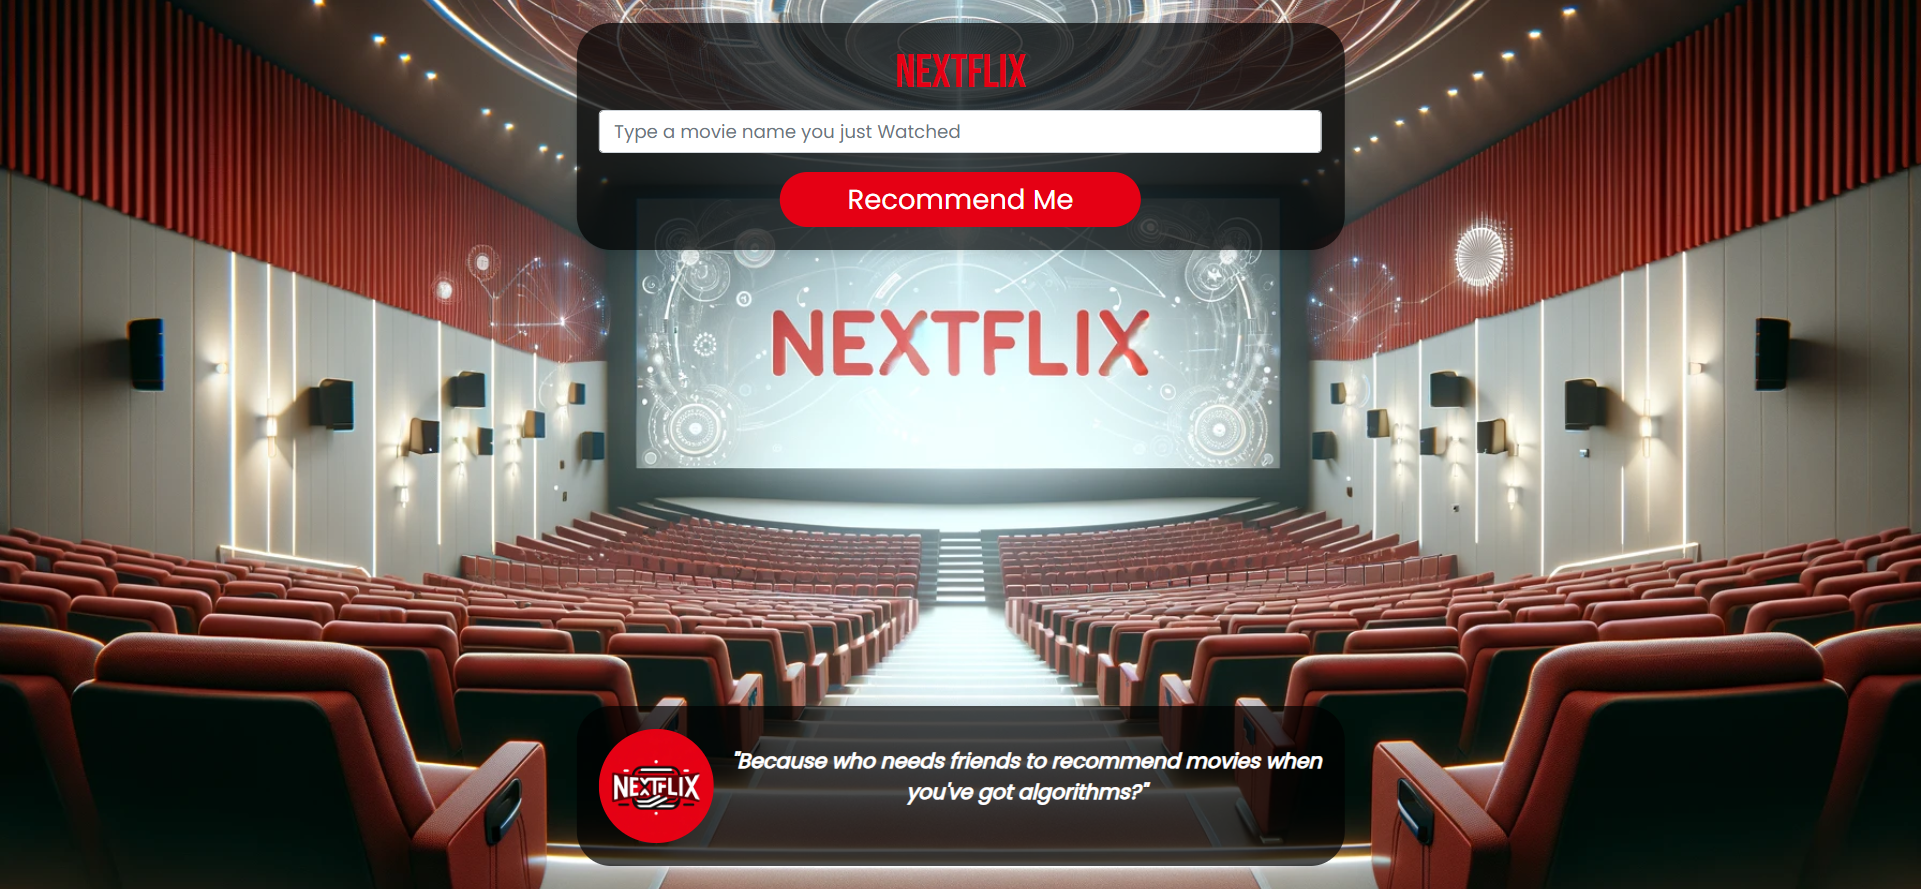 NEXTFLIX
Type a movie name you just Watched
Recommend Me
NEXTFLIX
NEXTFLIX
"Because who needs friends to recommend movies when
you've got algorithms?"